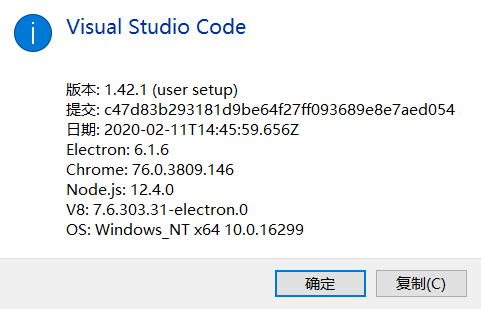 Visual Studio Code
版本: 1.42.1 (user setup)
提交: c47d83b293181d9be64f27ff093689e8e7aed054
日期: 2020-02-11T14:45:59.656Z
Electron: 6.1.6
Chrome: 76.0.3809.146
Node.js: 12.4.0
V8: 7.6.303.31-electron.0
OS: Windows_NT x64 10.0.16299
确定
复制(C)